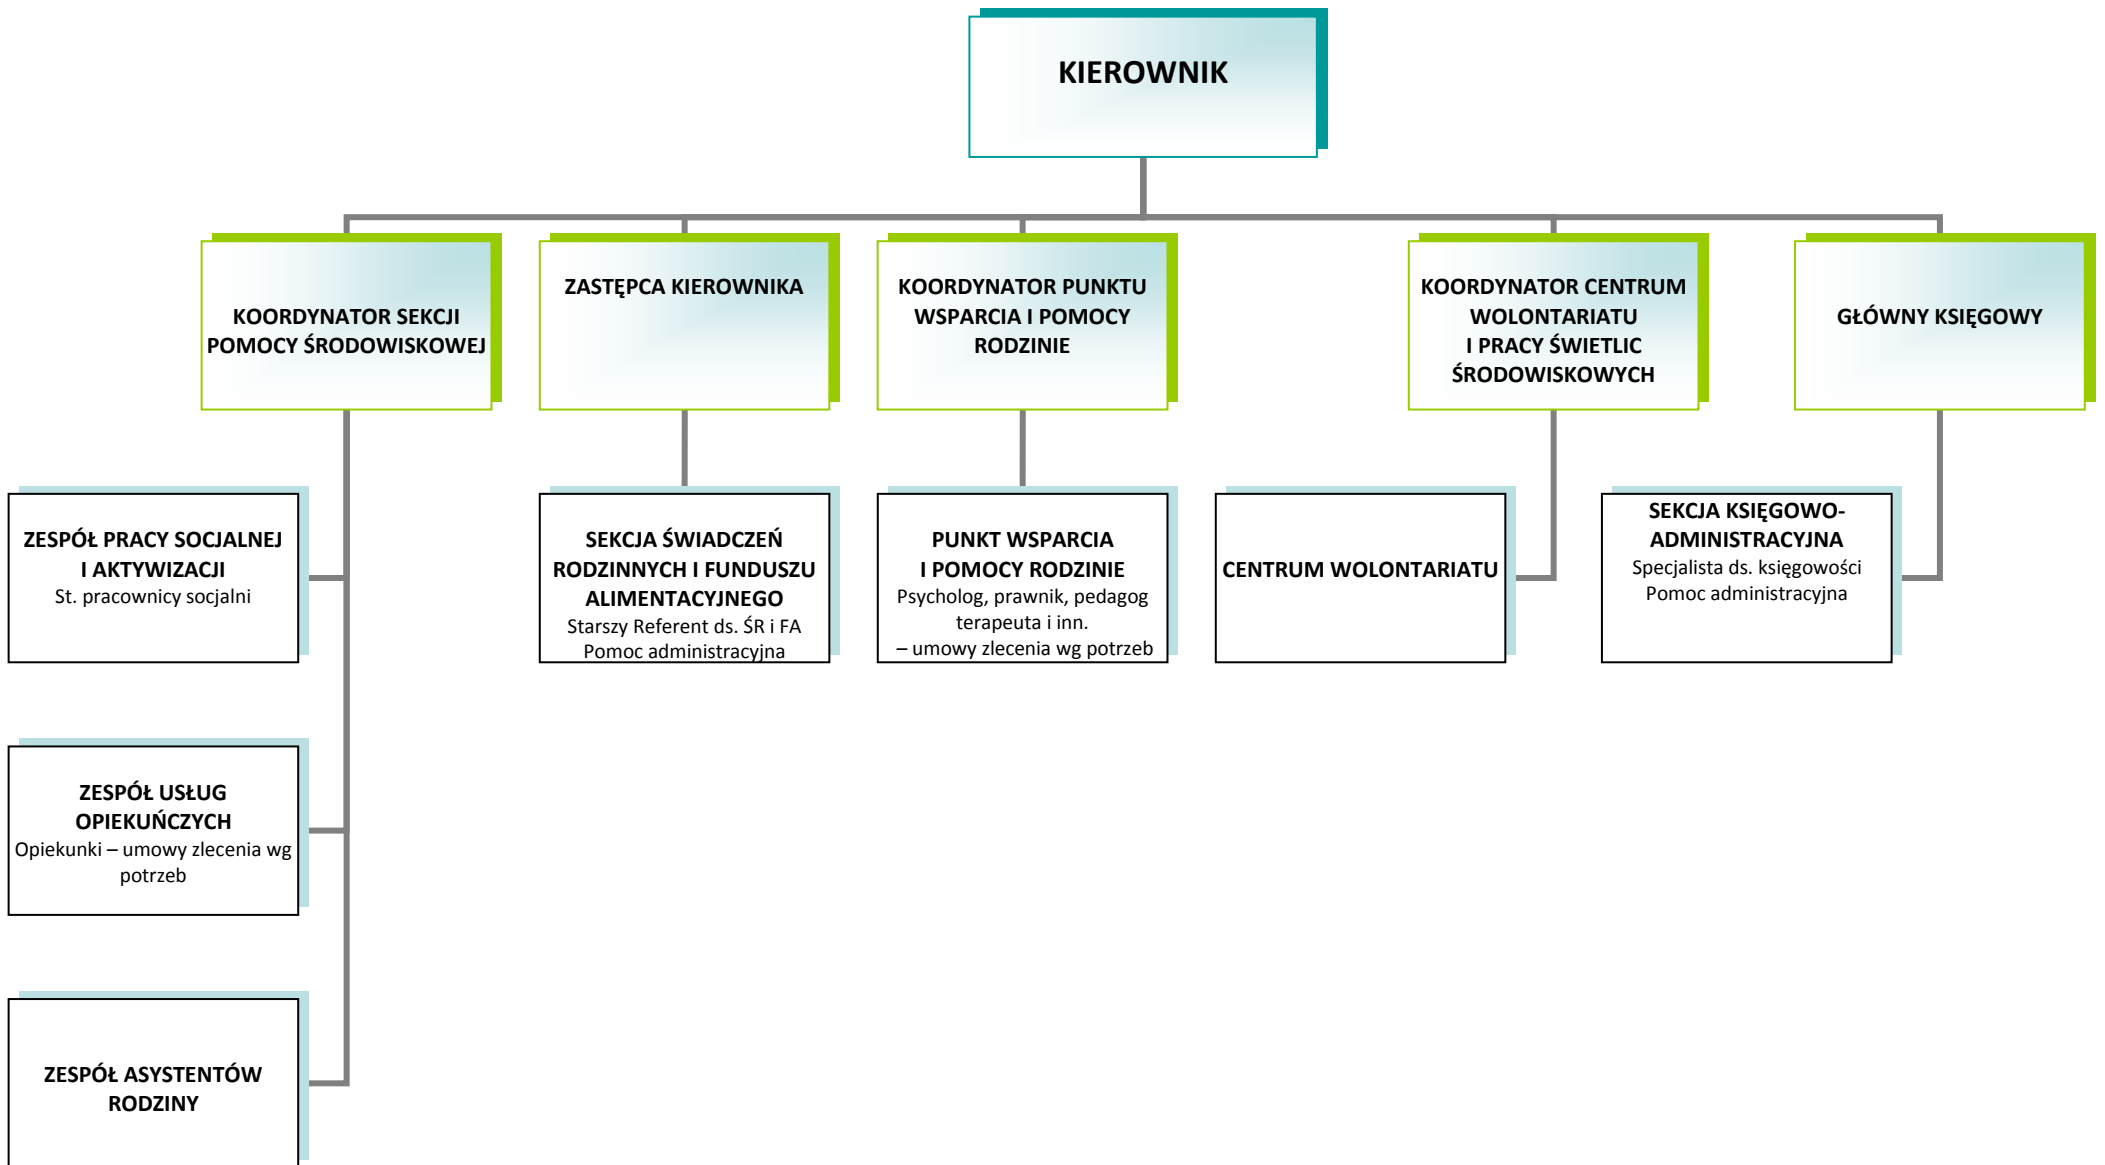 KIEROWNIK
KOORDYNATOR SEKCJI
POMOCY ŚRODOWISKOWEJ
ZASTĘPCA KIEROWNIKA
KOORDYNATOR PUNKTU
WSPARCIA I POMOCY
RODZINIE
KOORDYNATOR CENTRUM
WOLONTARIATU
I PRACY ŚWIETLIC
ŚRODOWISKOWYCH
GŁÓWNY KSIĘGOWY
ZESPÓŁ PRACY SOCJALNEJ
I AKTYWIZACJI
St. pracownicy socjalni
SEKCJA ŚWIADCZEŃ
RODZINNYCH I FUNDUSZU
ALIMENTACYJNEGO
Starszy Referent ds. ŚR i FA
Pomoc administracyjna
PUNKT WSPARCIA
I POMOCY RODZINIE
Psycholog, prawnik, pedagog
terapeuta i inn.
– umowy zlecenia wg potrzeb
CENTRUM WOLONTARIATU
SEKCJA KSIĘGOWO-
ADMINISTRACYJNA
Specjalista ds. księgowości
Pomoc administracyjna
ZESPÓŁ USŁUG
OPIEKUŃCZYCH
Opiekunki – umowy zlecenia wg
potrzeb
ZESPÓŁ ASYSTENTÓW
RODZINY